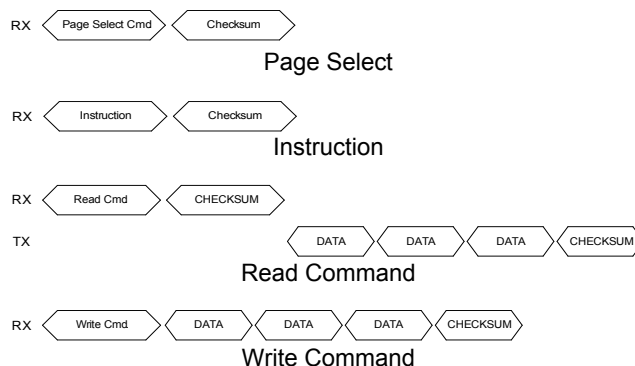 RX Page Select Cmd Checksum
Page Select
RX Instruction Checksum
Instruction
RX Read Cmd CHECKSUM
TX DATA DATA DATA CHECKSUM
Read Command
RX Write Cmd. DATA DATA DATA CHECKSUM
Write Command